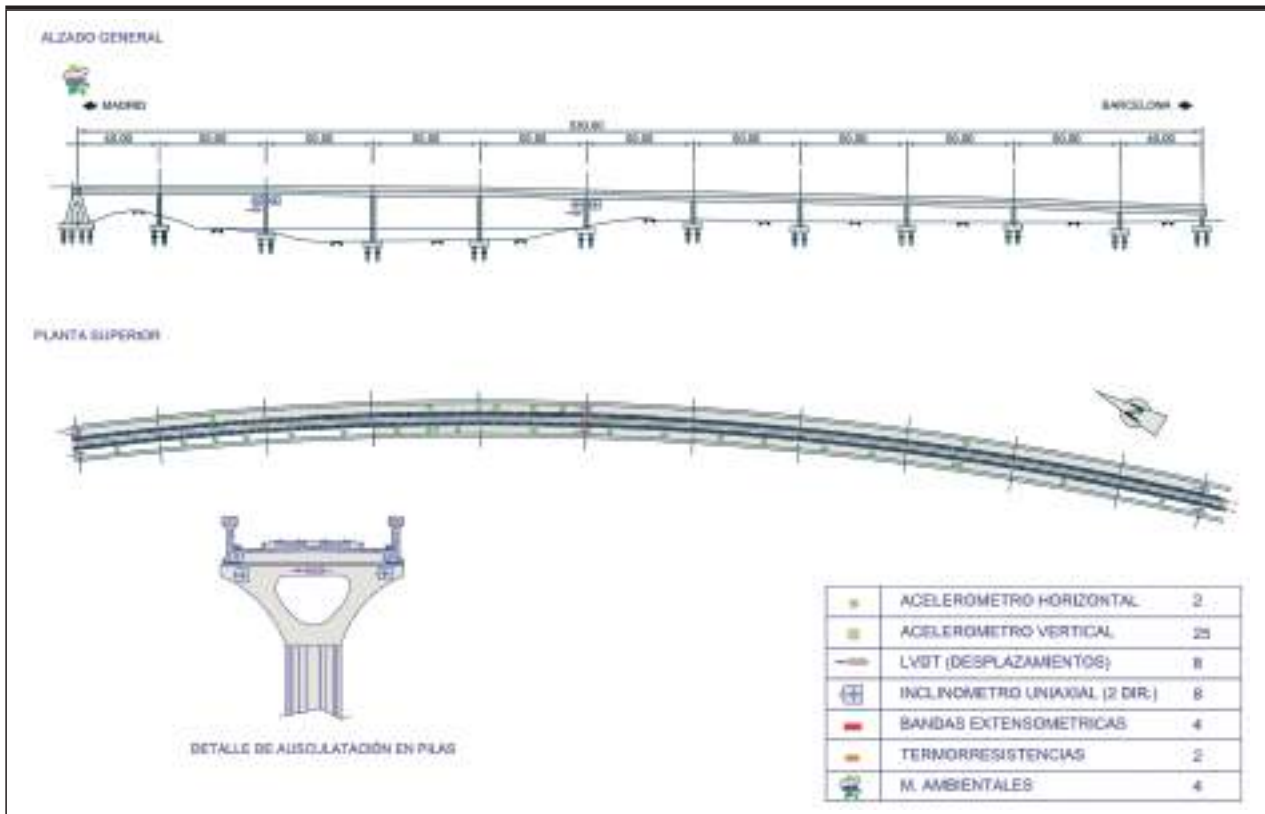 ALZADO GENERAL
MADRID
BARCELONA
PLANTA SUPERIOR
N
DETALLE DE AUSCULATACIÓN EN PILAS
ACELEROMETRO HORIZONTAL 2
ACELEROMETRO VERTICAL 25
LVDT (DESPLAZAMIENTOS) 8
INCLINOMETRO UNIAXIAL (2 DIR.) 8
BANDAS EXTENSOMETRICAS 4
TERMORRESISTENCIAS 2
M. AMBIENTALES 4